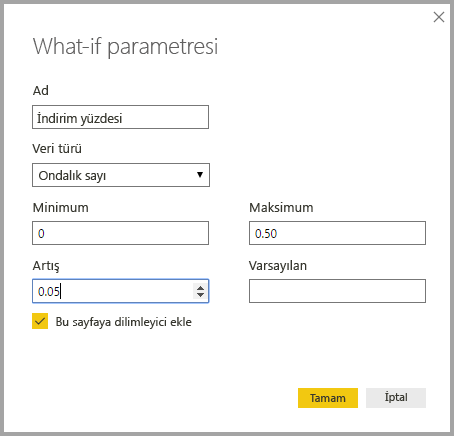 What-if parametresi
Ad
İndirim yüzdesi
Veri türü
Ondalık sayı
Minimum Maksimum
0 0.50
Artış Varsayılan
0.05
Bu sayfaya dilimleyici ekle
Tamam İptal